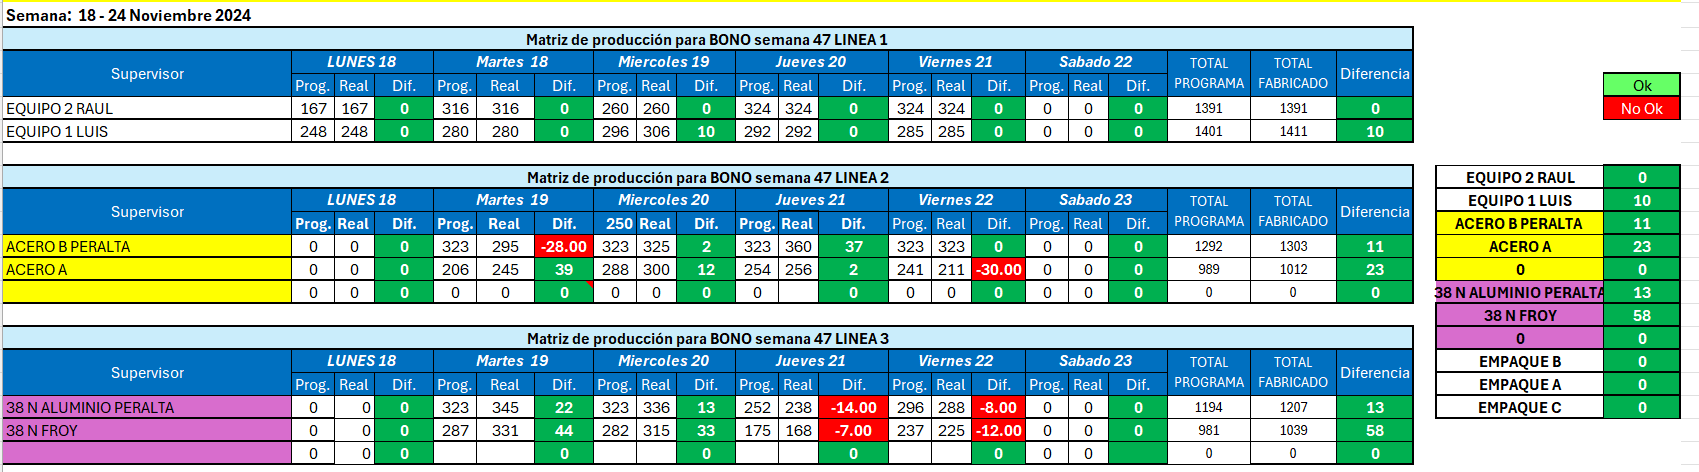 Semana: 18 - 24 Noviembre 2024
Matriz de producción para BONO semana 47 LINEA 1
Supervisor LUNES 18 Martes 18 Miercoles 19 Jueves 20 Viernes 21 Sabado 22 TOTAL PROGRAMA TOTAL FABRICADO Diferencia
Prog. Real Dif. Prog. Real Dif. Prog. Real Dif. Prog. Real Dif. Prog. Real Dif. Prog. Real Dif.
EQUIPO 2 RAUL 167 167 0 316 316 0 260 260 0 324 324 0 324 324 0 0 0 0 1391 1391 0
EQUIPO 1 LUIS 248 248 0 280 280 0 296 306 10 292 292 0 285 285 0 0 0 0 1401 1411 10
Ok
No Ok
Matriz de producción para BONO semana 47 LINEA 2
Supervisor LUNES 18 Martes 19 Miercoles 20 Jueves 21 Viernes 22 Sabado 23 TOTAL PROGRAMA TOTAL FABRICADO Diferencia
Prog. Real Dif. Prog. Real Dif. 250 Real Dif. Prog. Real Dif. Prog. Real Dif. Prog. Real Dif.
ACERO B PERALTA 0 0 0 323 295 -28.00 323 325 2 323 360 37 323 323 0 0 0 0 1292 1303 11
ACERO A 0 0 0 206 245 39 288 300 12 254 256 2 241 211 -30.00 0 0 0 989 1012 23
0 0 0 0 0 0 0 0 0 0 0 0 0 0 0 0 0 0 0 0
Matriz de producción para BONO semana 47 LINEA 3
Supervisor LUNES 18 Martes 19 Miercoles 20 Jueves 21 Viernes 22 Sabado 23 TOTAL PROGRAMA TOTAL FABRICADO Diferencia
Prog. Real Dif. Prog. Real Dif. Prog. Real Dif. Prog. Real Dif. Prog. Real Dif. Prog. Real Dif.
38 N ALUMINIO PERALTA 0 0 0 323 345 22 323 336 13 252 238 -14.00 296 288 -8.00 0 0 0 1194 1207 13
38 N FROY 0 0 0 287 331 44 282 315 33 175 168 -7.00 237 225 -12.00 0 0 0 981 1039 58
0 0 0 0 0 0 0 0 0 0 0 0 0
EQUIPO 2 RAUL 0
EQUIPO 1 LUIS 10
ACERO B PERALTA 11
ACERO A 23
0 0
38 N ALUMINIO PERALTA 13
38 N FROY 58
0 0
EMPAQUE B 0
EMPAQUE A 0
EMPAQUE C 0